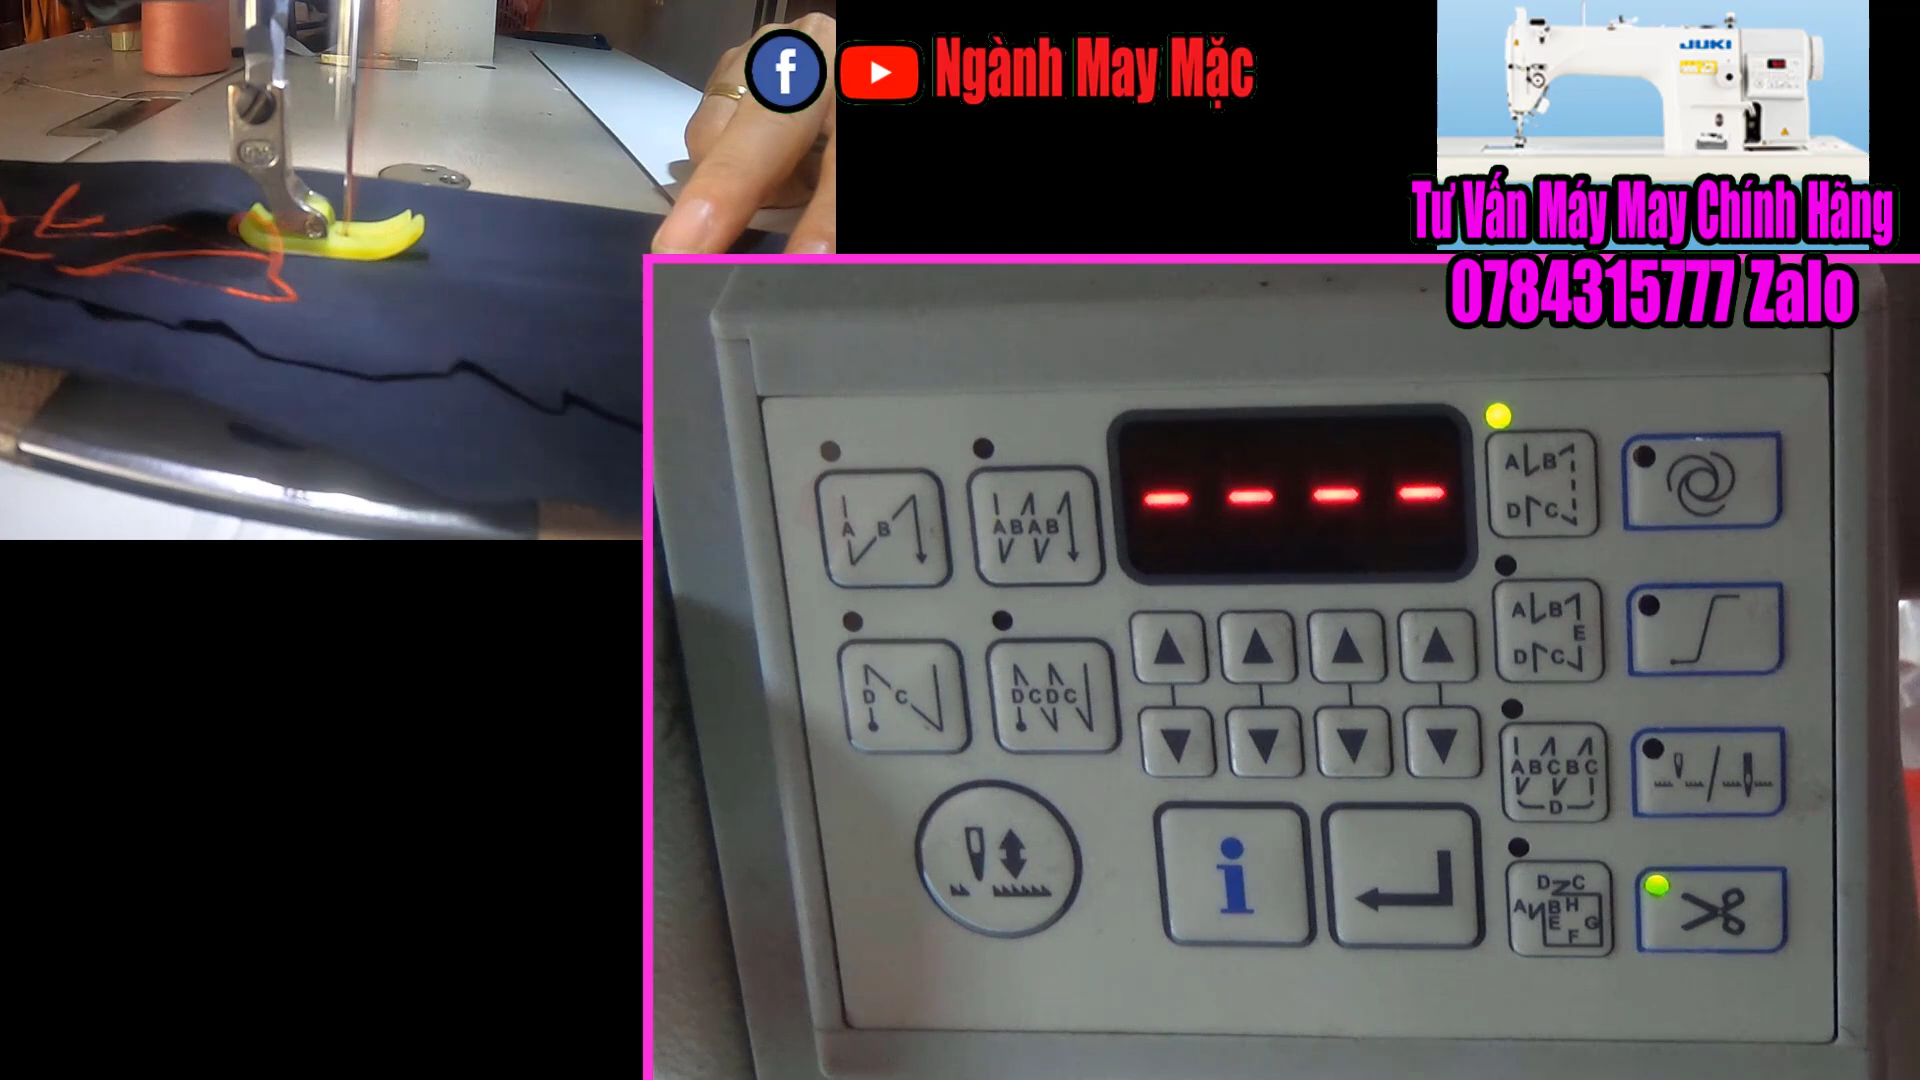 f
Ngành May Mặc
JUKI
Tư Vấn Máy May Chính Hãng
0784315777 Zalo
- - - -
A B
A B A B
A B
D C
A B
E
D C
D C
D C D C
A B C B C
D
i
D C
A B H
E G
F